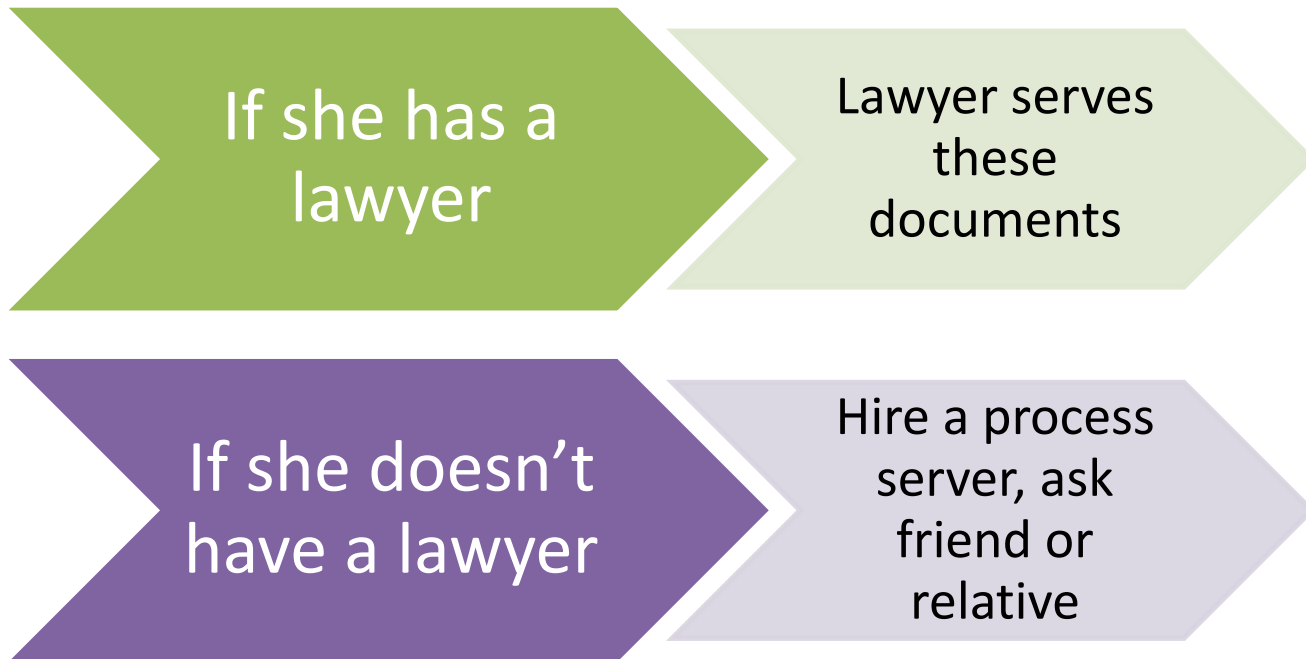 If she has a
lawyer
Lawyer serves
these
documents
If she doesn’t
have a lawyer
Hire a process
server, ask
friend or
relative